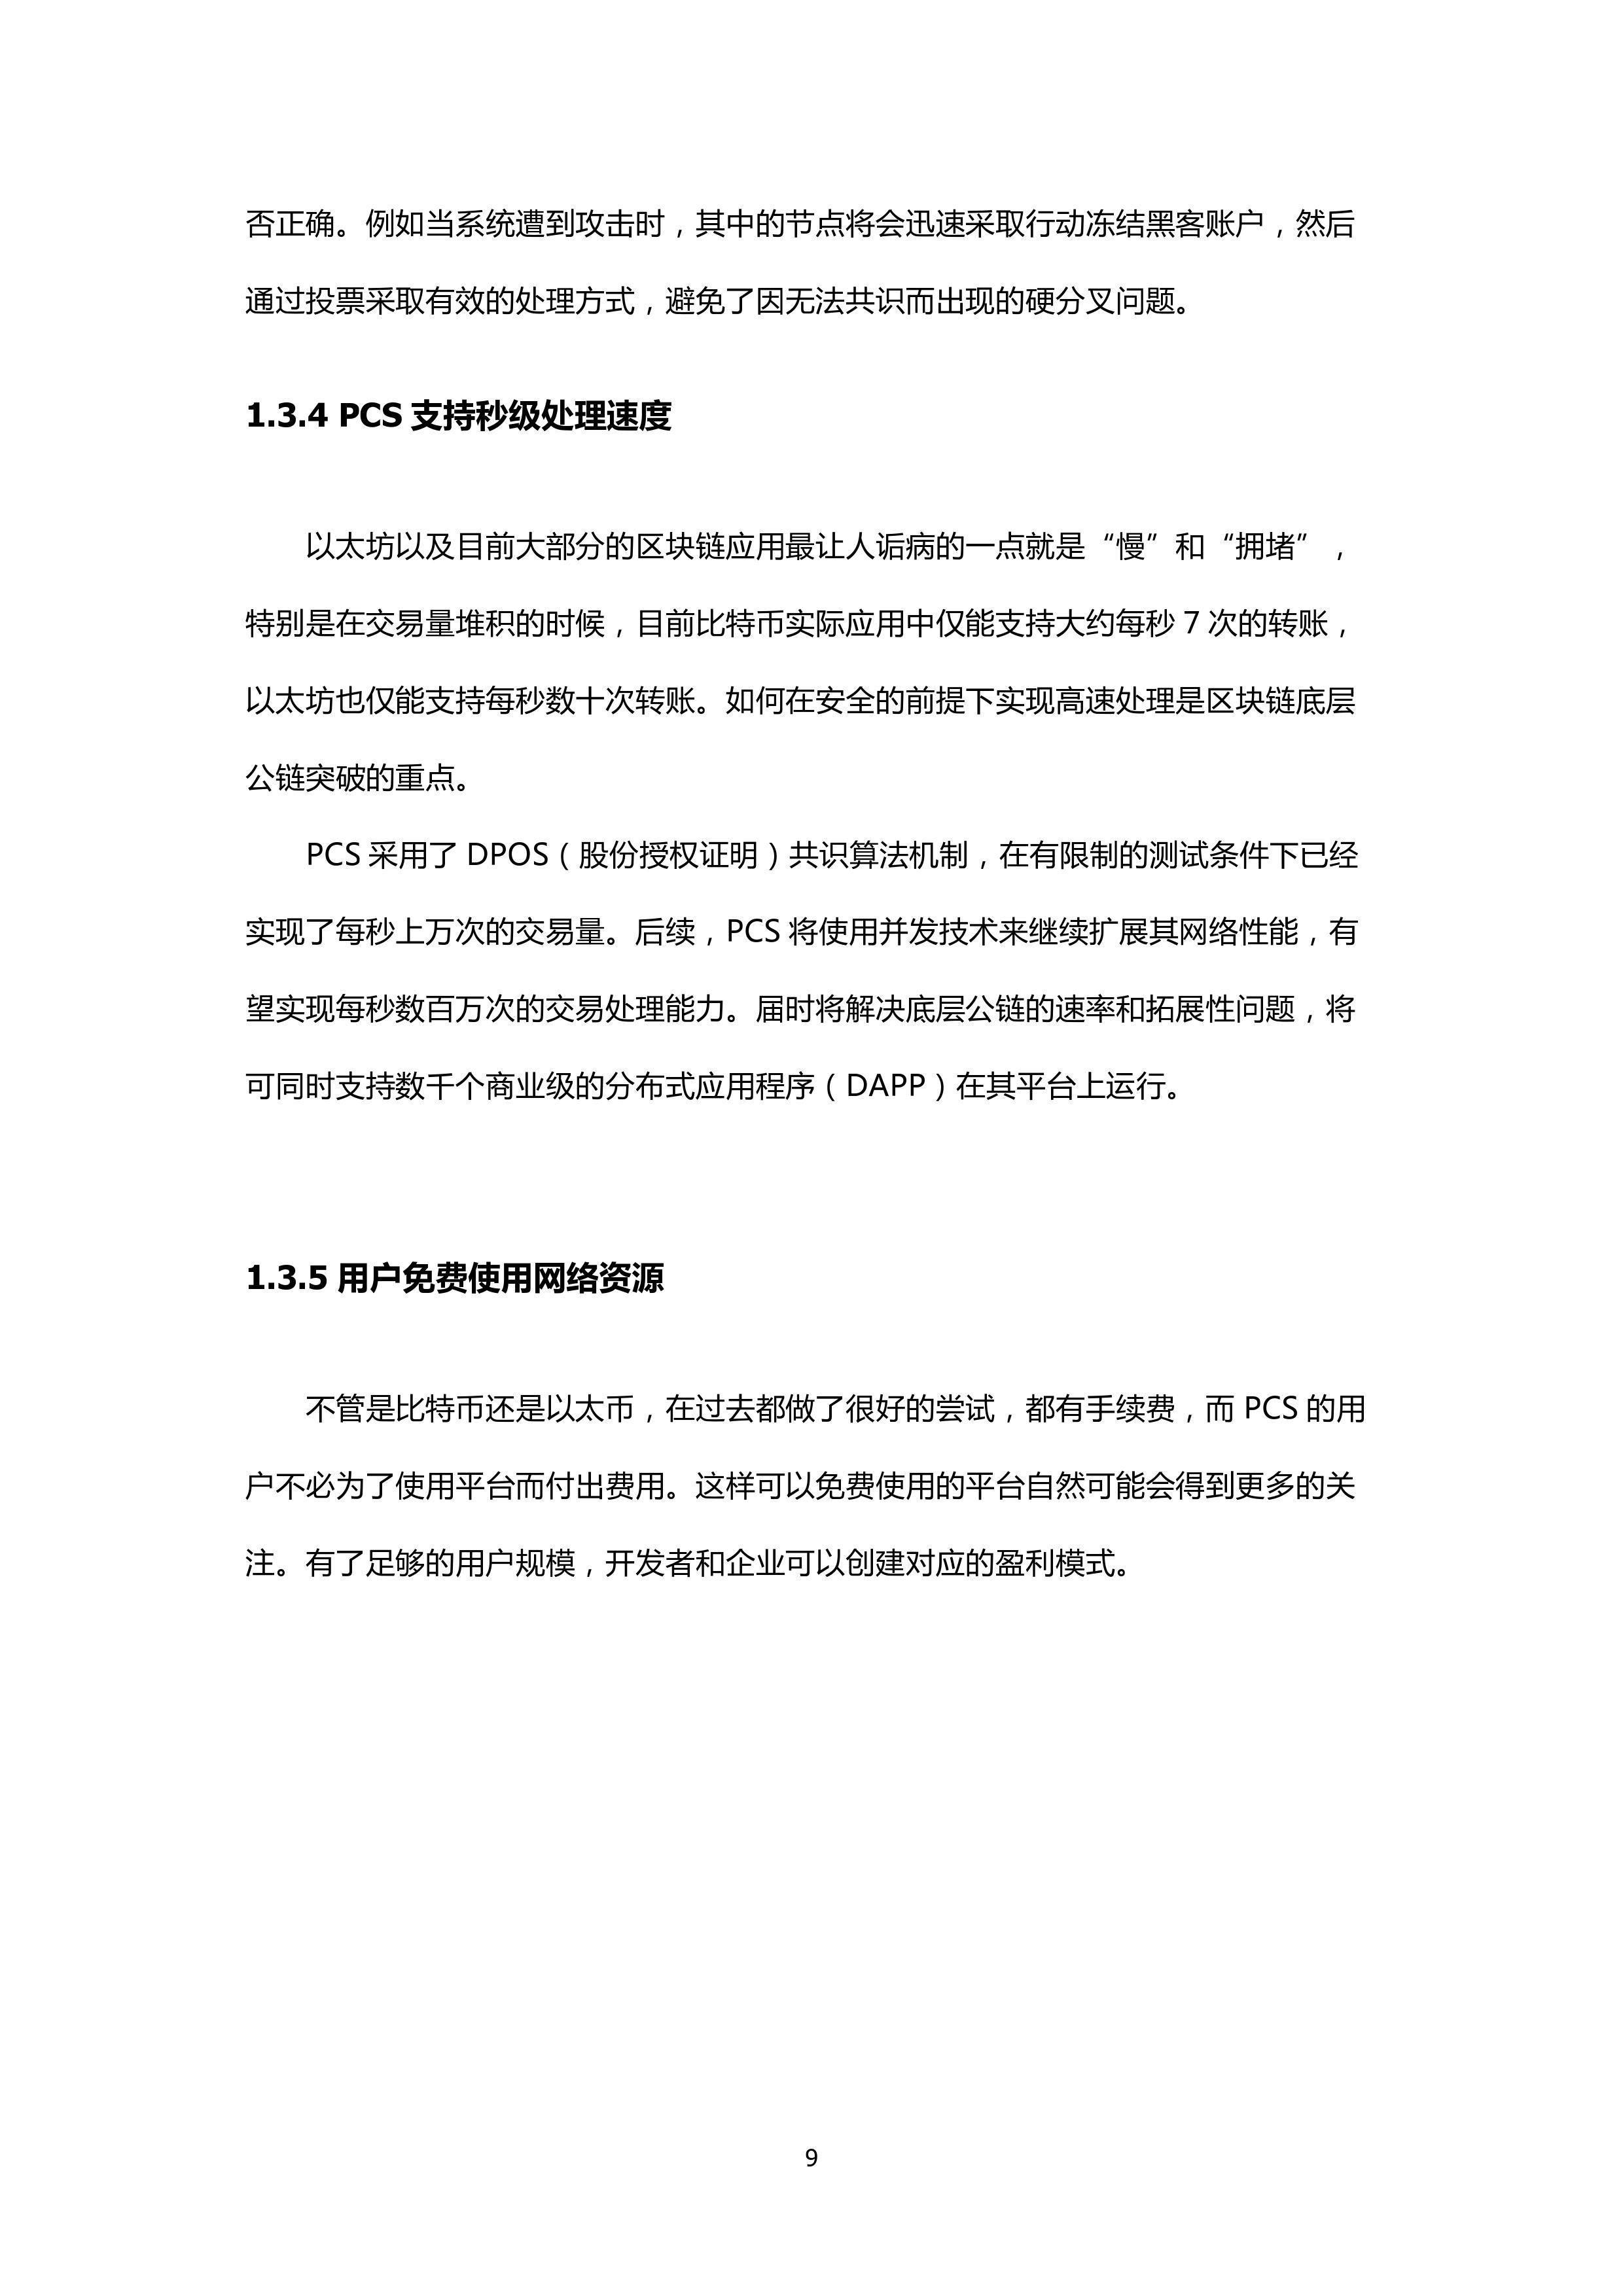 否正确。例如当系统遭到攻击时，其中的节点将会迅速采取行动冻结黑客账户，然后
通过投票采取有效的处理方式，避免了因无法共识而出现的硬分叉问题。
1.3.4 PCS 支持秒级处理速度
以太坊以及目前大部分的区块链应用最让人诟病的一点就是“慢”和“拥堵”，
特别是在交易量堆积的时候，目前比特币实际应用中仅能支持大约每秒 7 次的转账，
以太坊也仅能支持每秒数十次转账。如何在安全的前提下实现高速处理是区块链底层
公链突破的重点。
PCS 采用了 DPOS（股份授权证明）共识算法机制，在有限制的测试条件下已经
实现了每秒上万次的交易量。后续，PCS 将使用并发技术来继续扩展其网络性能，有
望实现每秒数百万次的交易处理能力。届时将解决底层公链的速率和拓展性问题，将
可同时支持数千个商业级的分布式应用程序（DAPP）在其平台上运行。
1.3.5 用户免费使用网络资源
不管是比特币还是以太币，在过去都做了很好的尝试，都有手续费，而 PCS 的用
户不必为了使用平台而付出费用。这样可以免费使用的平台自然可能会得到更多的关
注。有了足够的用户规模，开发者和企业可以创建对应的盈利模式。
9